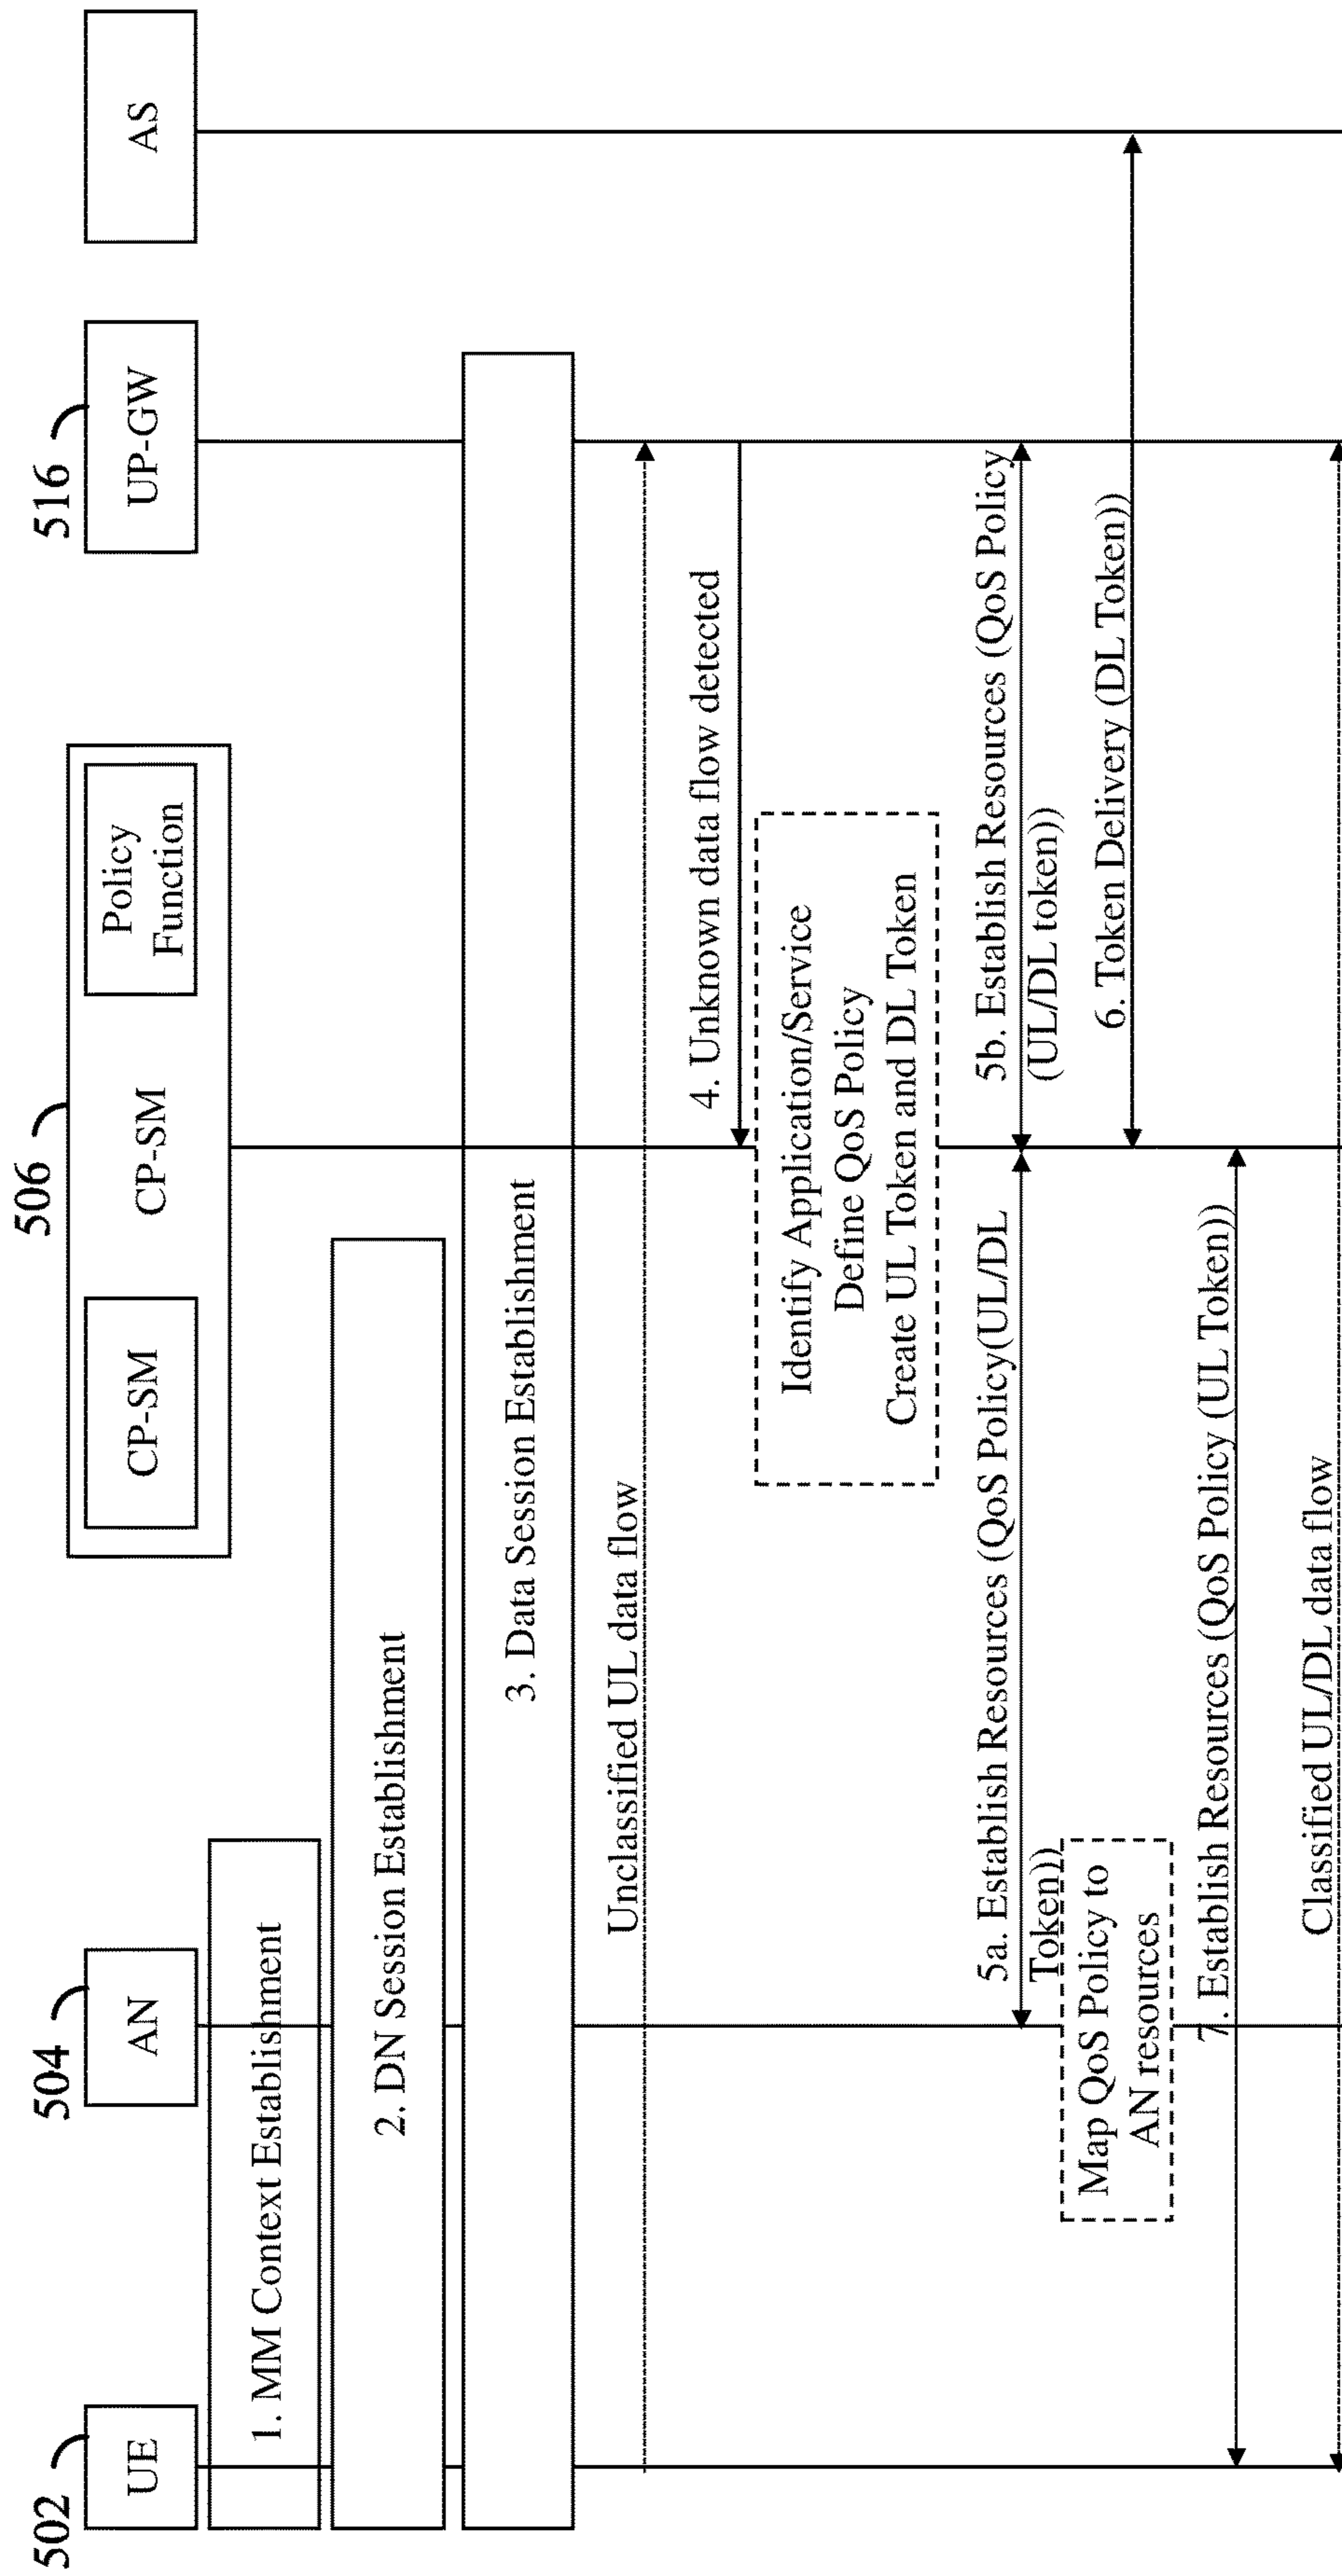 502
504
506
516
UE
AN
CP-SM
CP-SM
Policy
Function
UP-GW
AS
1. MM Context Establishment
2. DN Session Establishment
3. Data Session Establishment
Unclassified UL data flow
4. Unknown data flow detected
Identify Application/Service
Define QoS Policy
Create UL Token and DL Token
5a. Establish Resources (QoS Policy(UL/DL
Token))
5b. Establish Resources (QoS Policy
(UL/DL token))
Map QoS Policy to
AN resources
6. Token Delivery (DL Token))
7. Establish Resources (QoS Policy (UL Token))
Classified UL/DL data flow